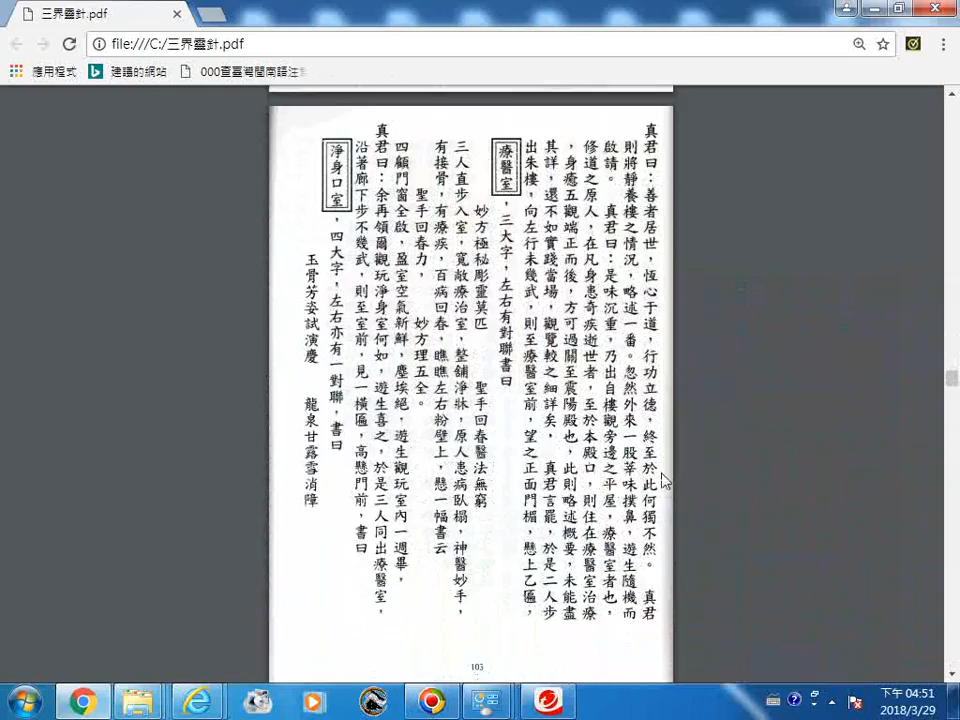 三界靈針.pdf
file:///C:/三界靈針.pdf
應用程式
建議的網站
000查臺灣閩南語注
真君曰：善者居世，恆心于道，行功立德，終至於此何獨不然。　真君
則將靜養樓之情況，略述一番。忽然外來一股莘味撲鼻，遊生隨機而
啟請。　真君曰：是味沉重，乃出自樓旁邊之平屋，療醫室者也，
修道之原人，在凡身患奇疾逝世者，至於本殿口，則住在療醫室治療
，身癒五觀端正而後，方可過關至震陽殿也，此則略述概要，未能盡
其詳，還不如實踐當場，觀覽較之細詳矣，　真君言罷，於是二人步
出朱樓，向左行未幾武，則至療醫室前，望之正面門楣，懸上乙匾，
療醫室，三大字，左右有對聯書曰
妙方極秘彫靈莫匹　聖手回春醫法無窮
三人直步入室，寬敞療治室，整舖淨牀，原人患病臥榻，神醫妙手，
有接骨，有療疾，百病回春，瞧瞧左右粉壁上，懸一幅書云
聖手回春力，　妙方理五全。
四顧門窗全啟，盈室空氣新鮮，塵埃絕，遊生觀玩室內一週畢，
真君曰：余再領爾觀玩淨身室何如，遊生喜之，於是三人同出療醫室，
沿著廊下步不幾武，則至室前，見一橫匾，高懸門前，書曰
淨身口室，四大字，左右亦有一對聯，書曰
玉骨芳姿試演慶　龍泉甘露雪消障
103
下午 04:51
2018/3/29